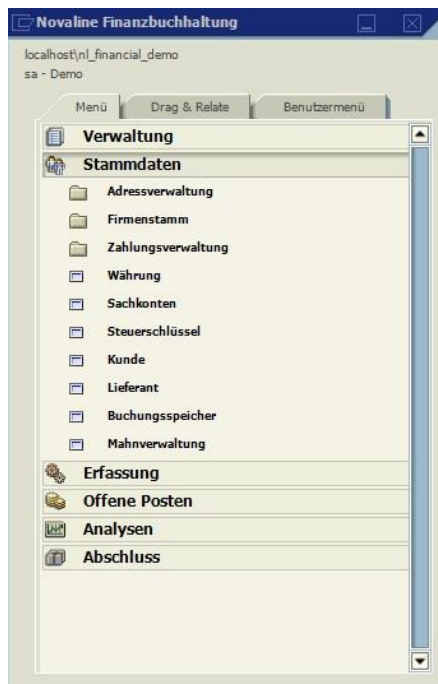 Novaline Finanzbuchhaltung
localhost\nl_financial_demo
sa - Demo
Menü Drag & Relate Benutzermenü
Verwaltung
Stammdaten
Adressverwaltung
Firmenstamm
Zahlungsverwaltung
Währung
Sachkonten
Steuerschlüssel
Kunde
Lieferant
Buchungsspeicher
Mahnverwaltung
Erfassung
Offene Posten
Analysen
Abschluss